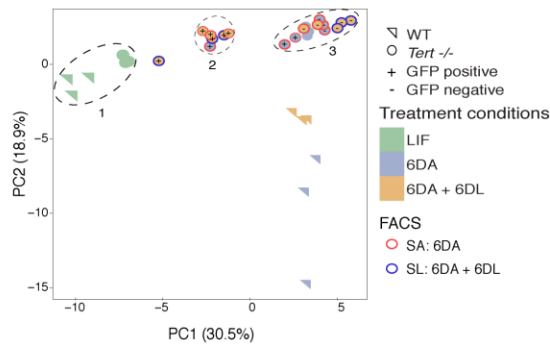 WT
Tert -/-
+ GFP positive
- GFP negative
Treatment conditions
LIF
6DA
6DA + 6DL
FACS
SA: 6DA
SL: 6DA + 6DL
PC2 (18.9%)
0
−5
−10
−15
1
2
3
−10
−5
0
5
PC1 (30.5%)